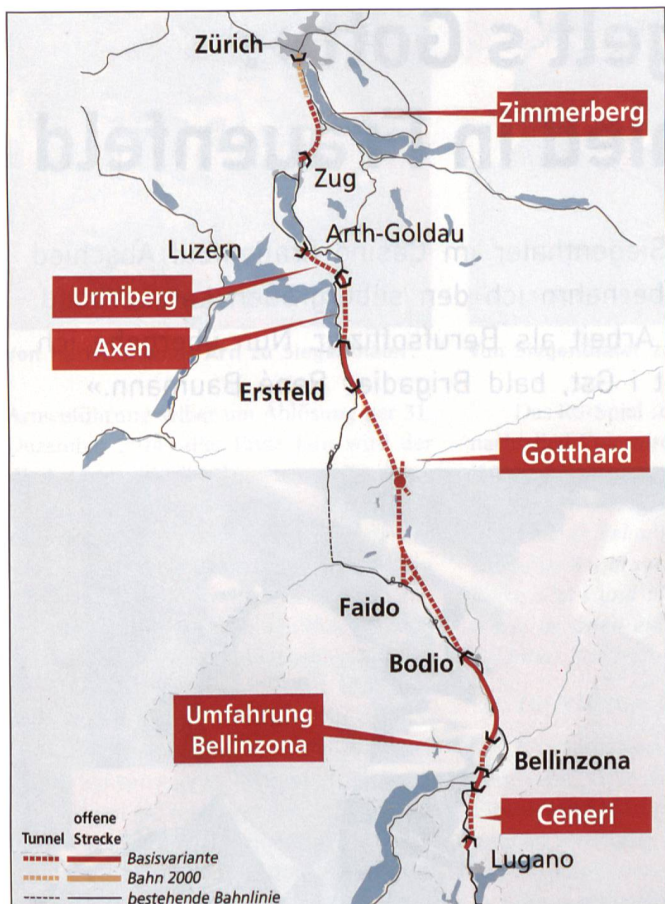 Zürich
Zimmerberg
Zug
Arth-Goldau
Luzern
Urmiberg
Axen
Erstfeld
Gotthard
Faido
Bodio
Umfahrung
Bellinzona
Bellinzona
Ceneri
Lugano
offene
Tunnel Strecke
Basisvariante
Bahn 2000
bestehende Bahnlinie